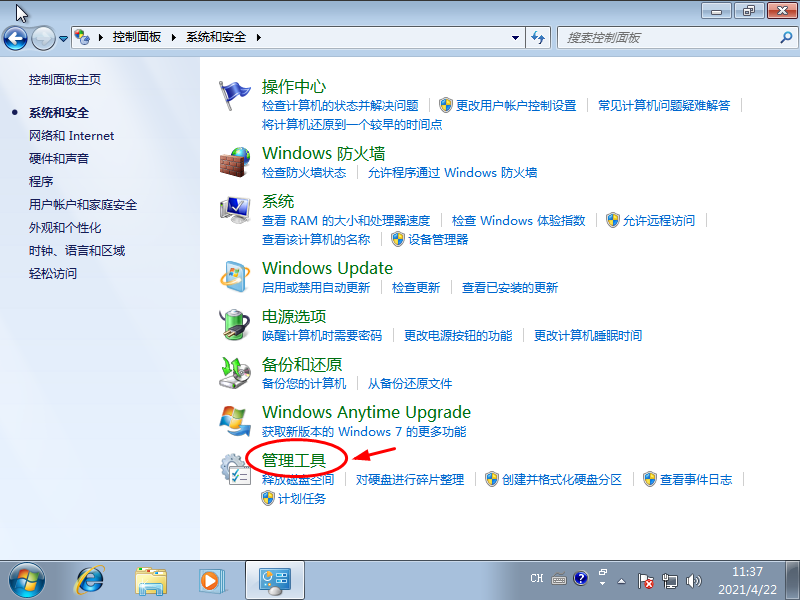 控制面板 系统和安全
搜索控制面板
控制面板主页
系统和安全
网络和 Internet
硬件和声音
程序
用户帐户和家庭安全
外观和个性化
时钟、语言和区域
轻松访问
操作中心
检查计算机的状态并解决问题 更改用户帐户控制设置 常见计算机问题疑难解答
将计算机还原到一个较早的时间点
Windows 防火墙
检查防火墙状态 允许程序通过 Windows 防火墙
系统
查看 RAM 的大小和处理器速度 检查 Windows 体验指数 允许远程访问
查看该计算机的名称 设备管理器
Windows Update
启用或禁用自动更新 检查更新 查看已安装的更新
电源选项
唤醒计算机时需要密码 更改电源按钮的功能 更改计算机睡眠时间
备份和还原
备份您的计算机 从备份还原文件
Windows Anytime Upgrade
获取新版本的 Windows 7 的更多功能
管理工具
释放磁盘空间 对硬盘进行碎片整理 创建并格式化硬盘分区 查看事件日志
计划任务
CH
11:37
2021/4/22